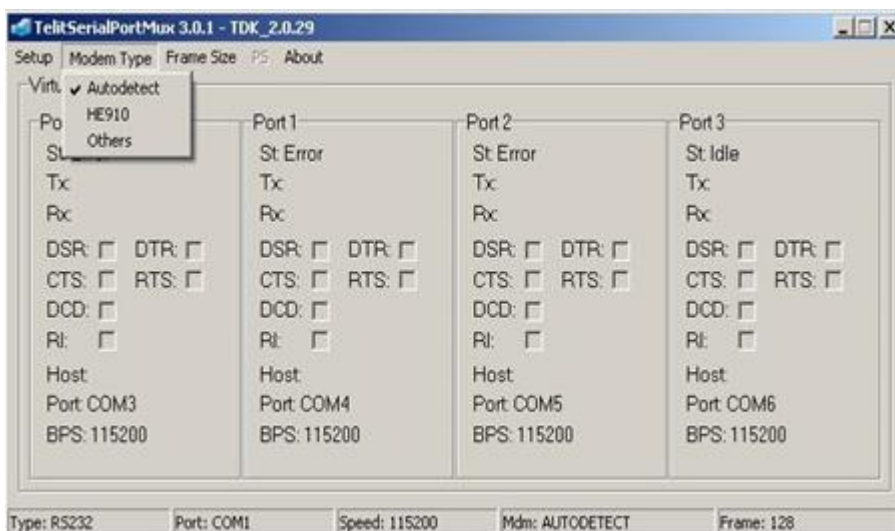 TelitSerialPortMux 3.0.1 - TDK_2.0.29
Setup Modem Type Frame Size PS About
Autodetect
HE910
Others
Port 1
St: Error
Tx:
Rx:
DSR: DTR:
CTS: RTS:
DCD:
RI:
Host:
Port: COM4
BPS: 115200
Port 2
St: Error
Tx:
Rx:
DSR: DTR:
CTS: RTS:
DCD:
RI:
Host:
Port: COM5
BPS: 115200
Port 3
St: Idle
Tx:
Rx:
DSR: DTR:
CTS: RTS:
DCD:
RI:
Host:
Port: COM6
BPS: 115200
Tx:
Rx:
DSR: DTR:
CTS: RTS:
DCD:
RI:
Host:
Port: COM3
BPS: 115200
Type: RS232 Port: COM1 Speed: 115200 Mdm: AUTODETECT Frame: 128